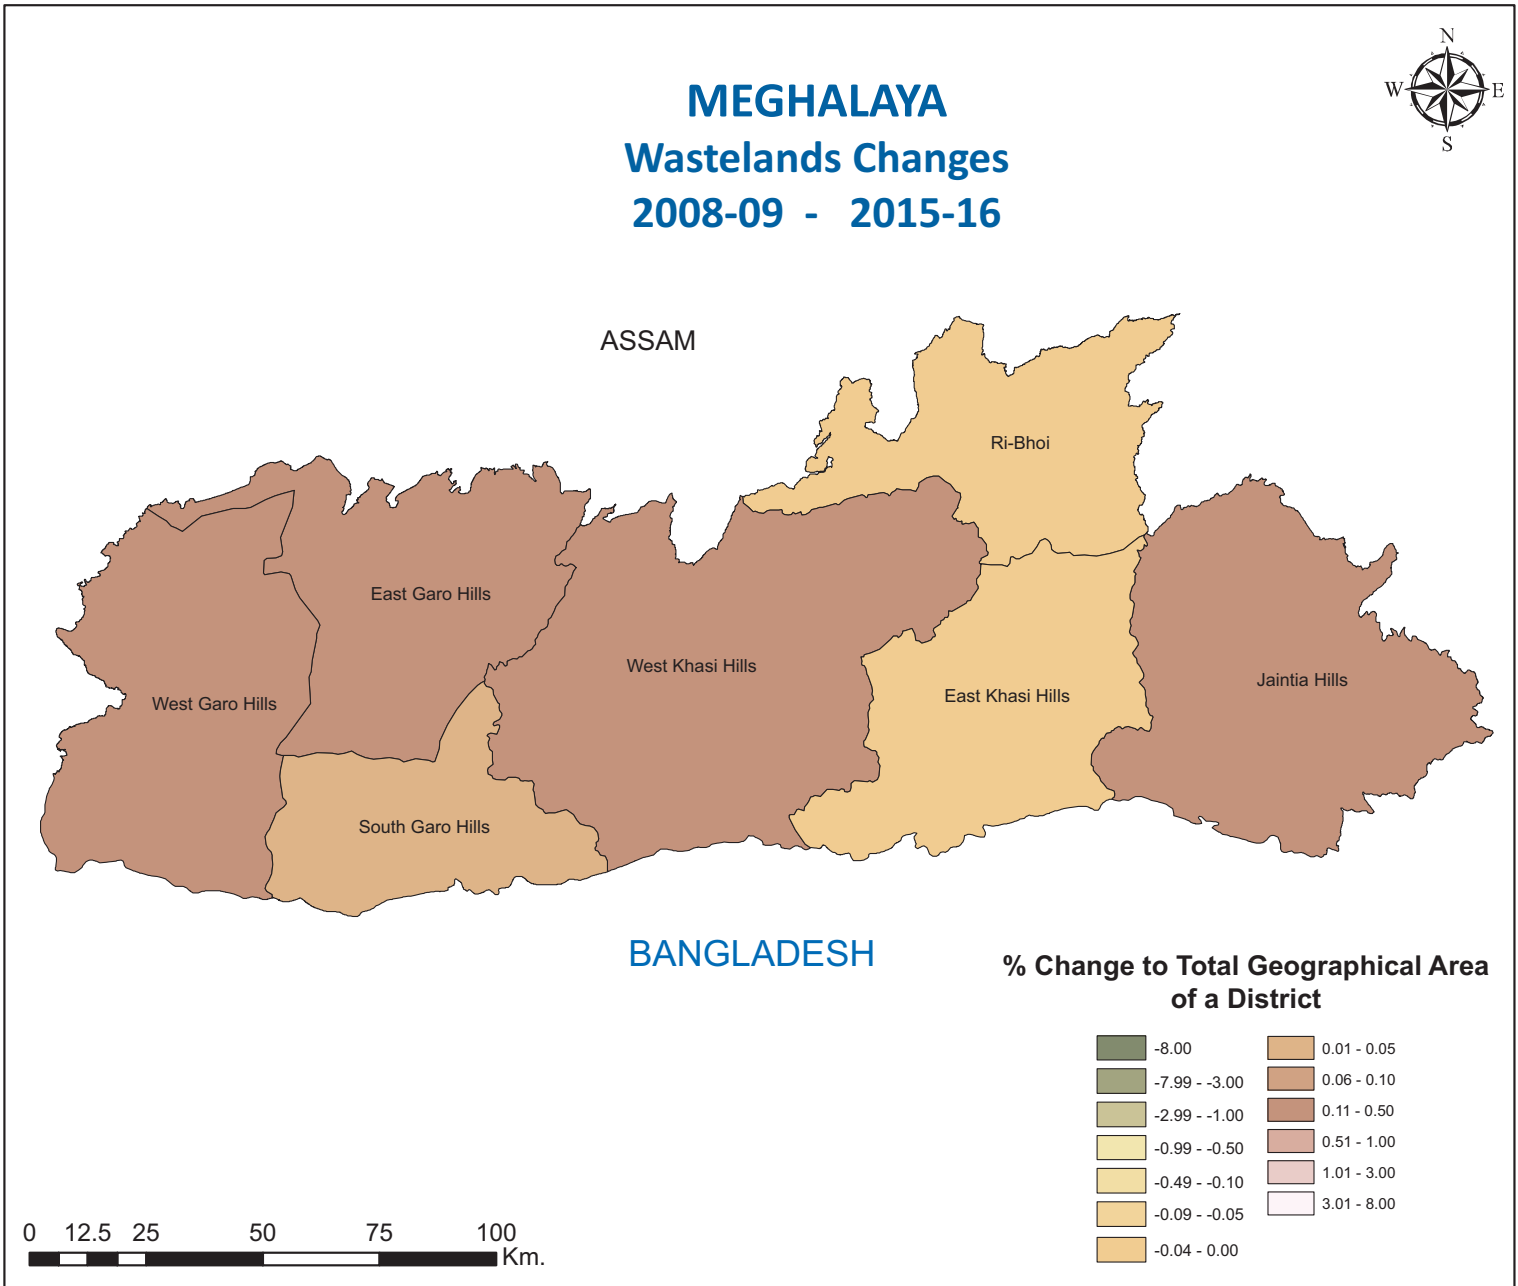 N
W E
S
MEGHALAYA
Wastelands Changes
2008-09 - 2015-16
ASSAM
Ri-Bhoi
East Garo Hills
West Khasi Hills
Jaintia Hills
East Khasi Hills
West Garo Hills
South Garo Hills
BANGLADESH
% Change to Total Geographical Area
of a District
-8.00
-7.99 - -3.00
-2.99 - -1.00
-0.99 - -0.50
-0.49 - -0.10
-0.09 - -0.05
-0.04 - 0.00
0.01 - 0.05
0.06 - 0.10
0.11 - 0.50
0.51 - 1.00
1.01 - 3.00
3.01 - 8.00
0 12.5 25 50 75 100
Km.